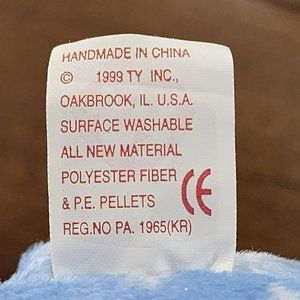 HANDMADE IN CHINA
© 1999 TY INC.,
OAKBROOK, IL. U.S.A.
SURFACE WASHABLE
ALL NEW MATERIAL
POLYESTER FIBER
& P.E. PELLETS CE
REG.NO PA. 1965(KR)